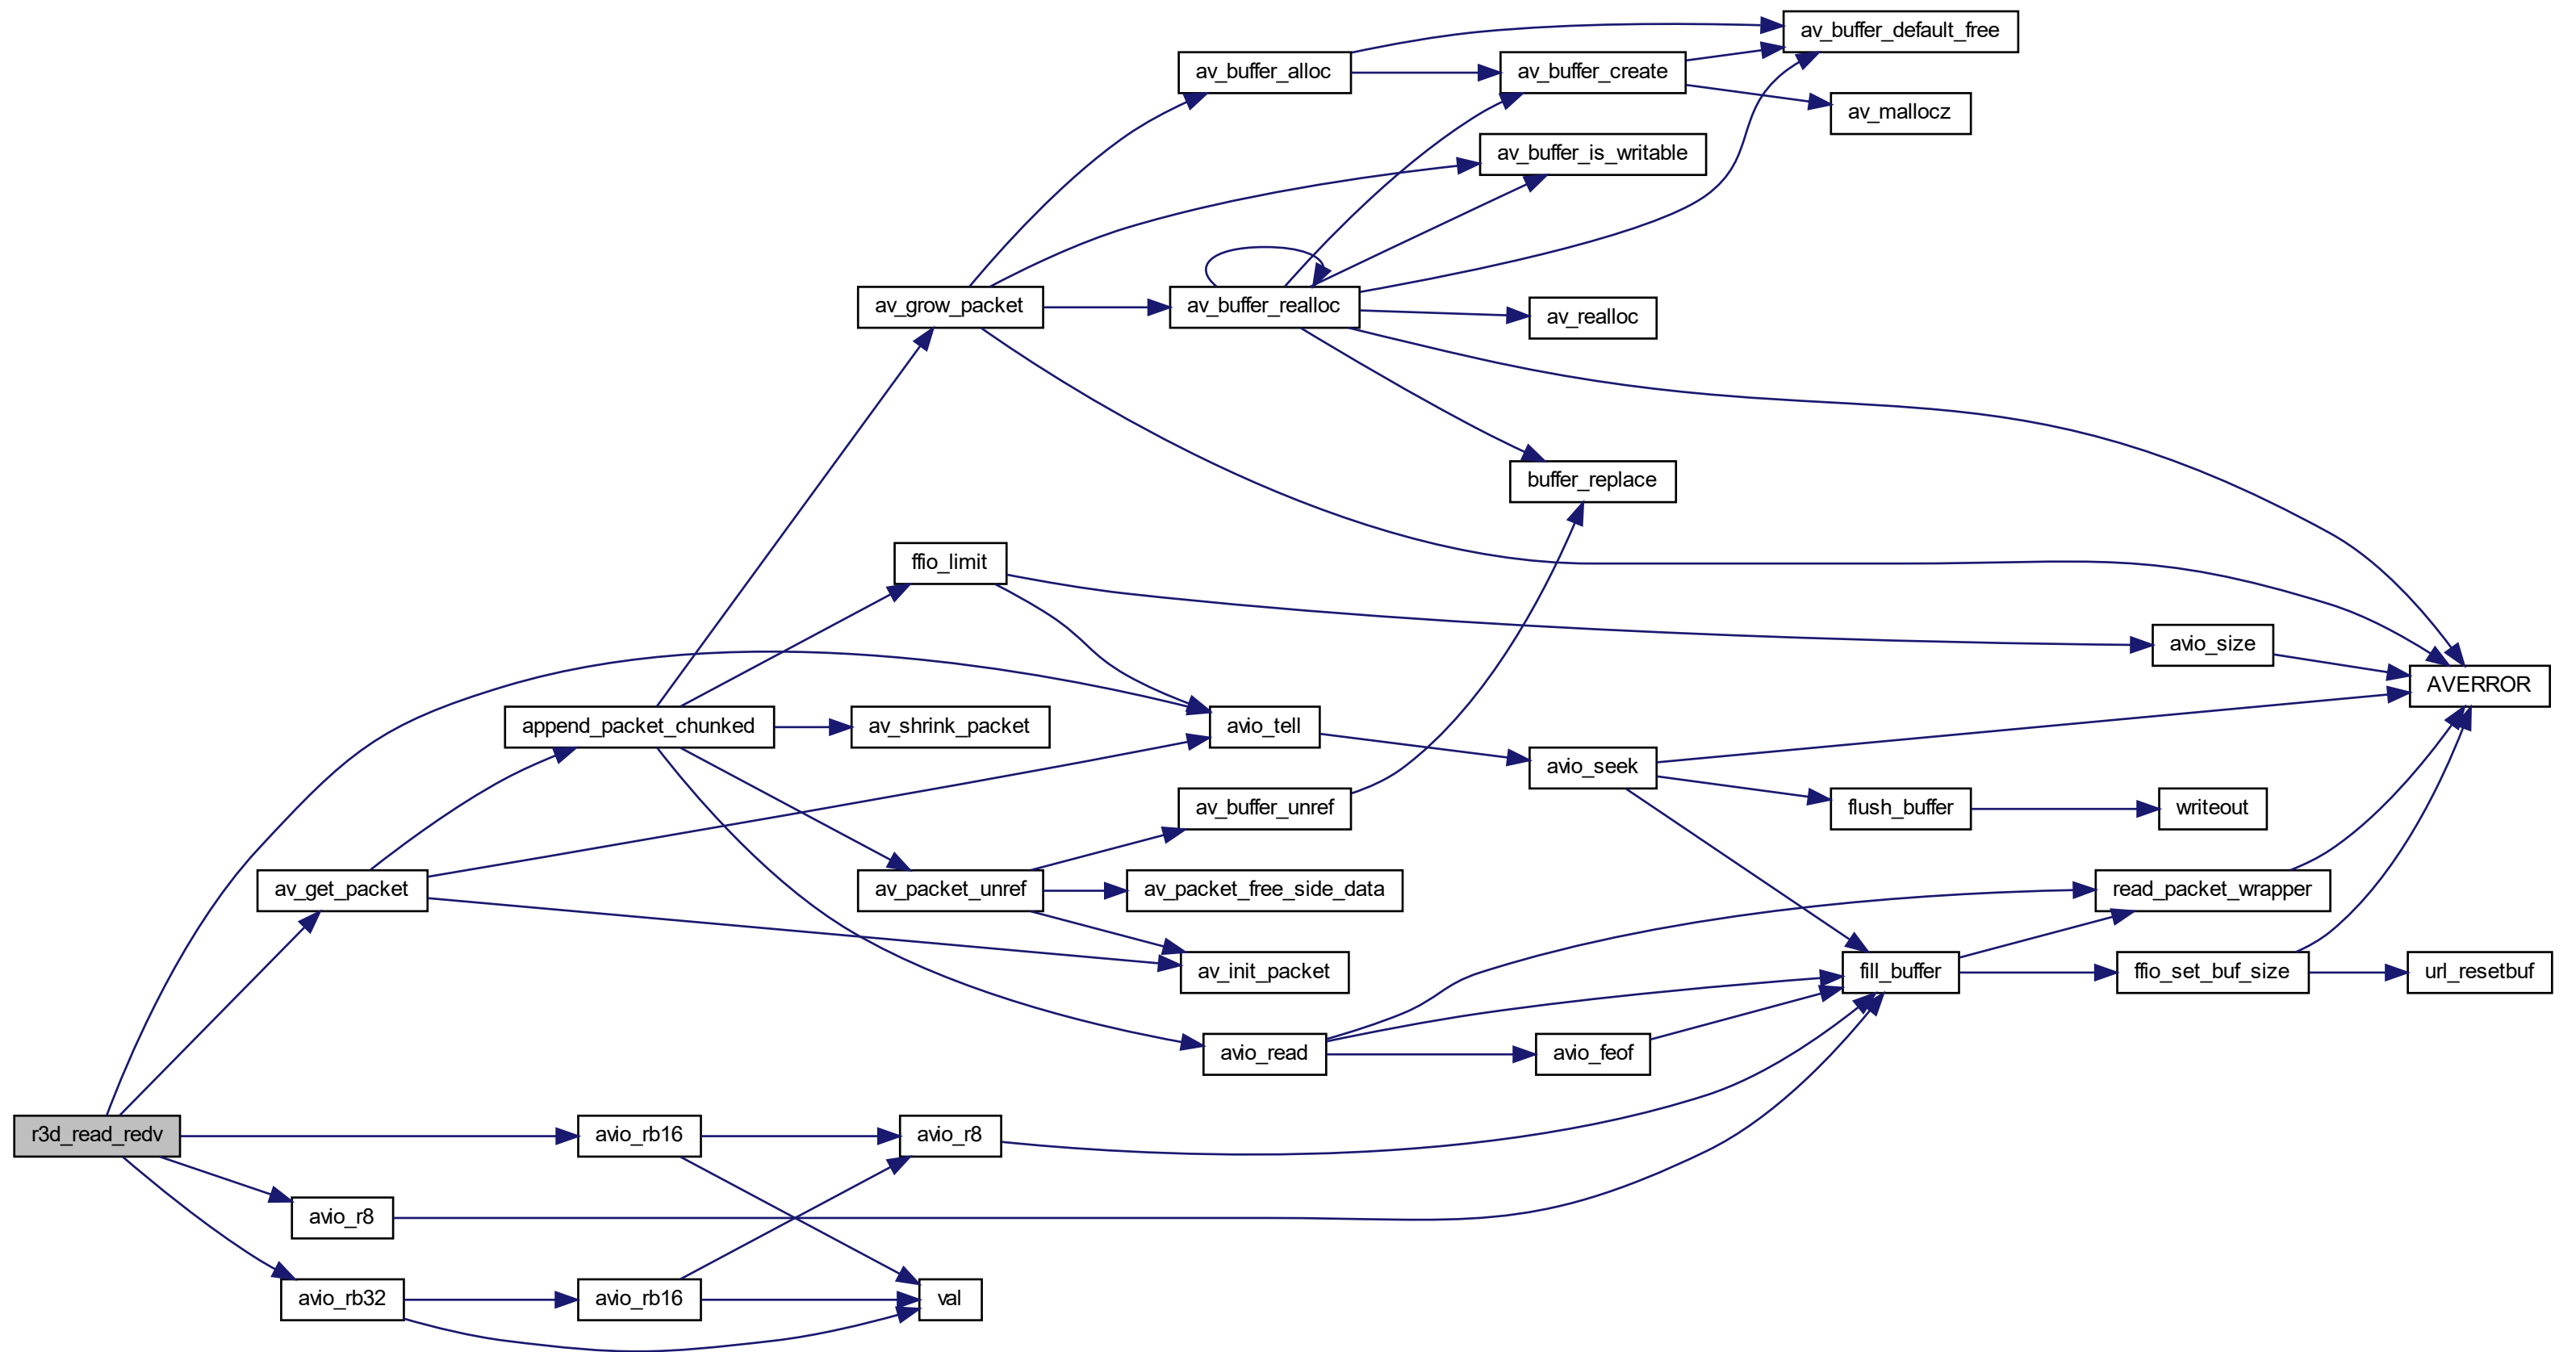 av_buffer_default_free
av_buffer_alloc
av_buffer_create
av_mallocz
av_buffer_is_writable
av_grow_packet
av_buffer_realloc
av_realloc
buffer_replace
ffio_limit
avio_size
AVERROR
append_packet_chunked
av_shrink_packet
avio_tell
avio_seek
av_buffer_unref
flush_buffer
writeout
av_get_packet
av_packet_unref
av_packet_free_side_data
read_packet_wrapper
av_init_packet
fill_buffer
ffio_set_buf_size
url_resetbuf
avio_read
avio_feof
r3d_read_redv
avio_rb16
avio_r8
avio_r8
avio_rb32
avio_rb16
val